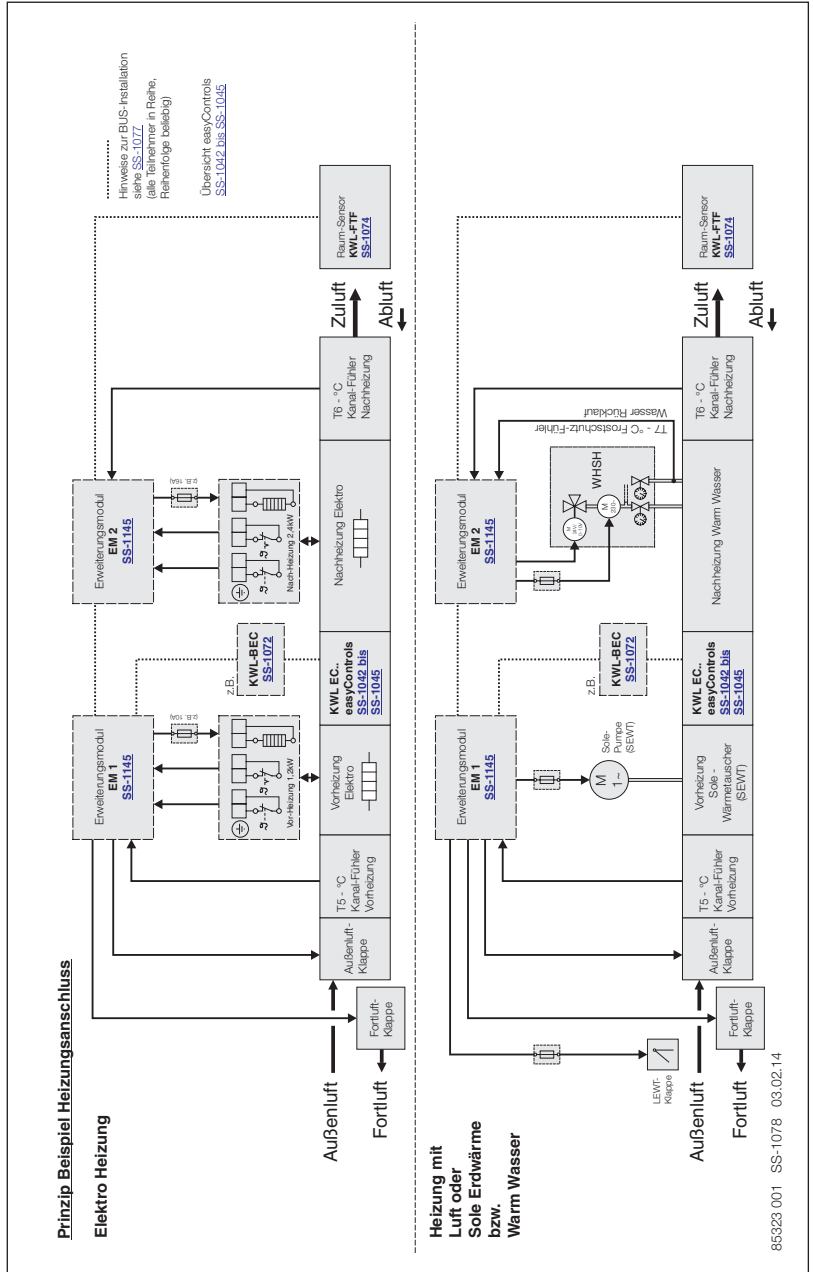 Prinzip Beispiel Heizungsanschluss
Elektro Heizung
Hinweise zur BUS-Installation
siehe SS-1077
(alle Teilnehmer in Reihe,
Reihenfolge beliebig)
Übersicht easyControls
SS-1042 bis SS-1045
Erweiterungsmodul
EM 1
SS-1145
Erweiterungsmodul
EM 2
SS-1145
(z.B. 10A)
(z.B. 16A)
Vor-Heizung 1,2kW
z.B.
KWL-BEC
SS-1072
Nach-Heizung 2,4kW
Raum-Sensor
KWL-FTF
SS-1074
Außenluft
Fortluft
Fortluft-
Klappe
Außenluft-
Klappe
T5 - °C
Kanal-Fühler
Vorheizung
Vorheizung
Elektro
KWL EC..
easyControls
SS-1042 bis
SS-1045
Nachheizung Elektro
T6 - °C
Kanal-Fühler
Nachheizung
Zuluft
Abluft
Heizung mit
Luft oder
Sole Erdwärme
bzw.
Warm Wasser
Erweiterungsmodul
EM 1
SS-1145
Erweiterungsmodul
EM 2
SS-1145
LEWT-
Klappe
M
1~
Sole-
Pumpe
(SEWT)
z.B.
KWL-BEC
SS-1072
M
24V~
0-10V
M
230~
WHSH
T7 - °C Frostschutz-Fühler
Wasser Rücklauf
Raum-Sensor
KWL-FTF
SS-1074
Außenluft
Fortluft
Fortluft-
Klappe
Außenluft-
Klappe
T5 - °C
Kanal-Fühler
Vorheizung
Vorheizung
Sole -
Wärmetauscher
(SEWT)
KWL EC..
easyControls
SS-1042 bis
SS-1045
Nachheizung Warm Wasser
T6 - °C
Kanal-Fühler
Nachheizung
Zuluft
Abluft
85323 001 SS-1078 03.02.14